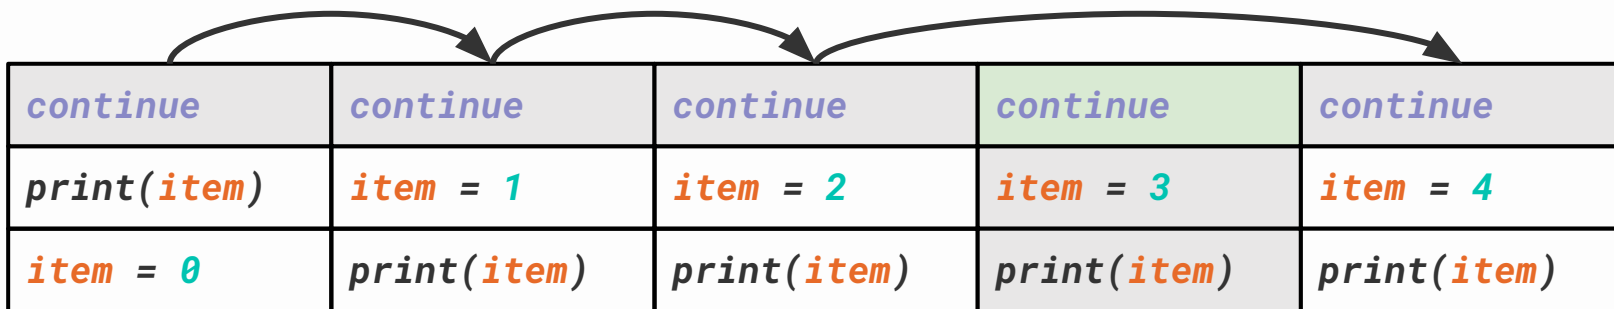 continue continue continue continue continue
print(item) item = 1 item = 2 item = 3 item = 4
item = 0 print(item) print(item) print(item) print(item)